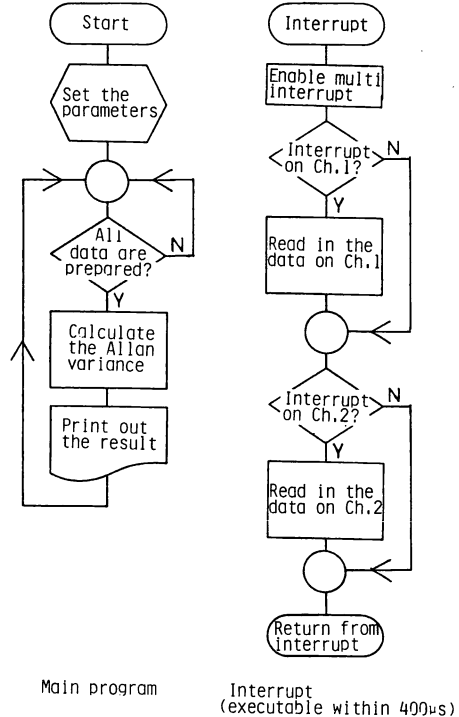 Start
Set the
parameters
All
data are
prepared?
N
Y
Calculate
the Allan
variance
Print out
the result
Main program
Interrupt
Enable multi
interrupt
Interrupt
on Ch.1?
N
Y
Read in the
data on Ch.1
Interrupt
on Ch.2?
N
Y
Read in the
data on Ch.2
Return from
interrupt
Interrupt
(executable within 400μs)